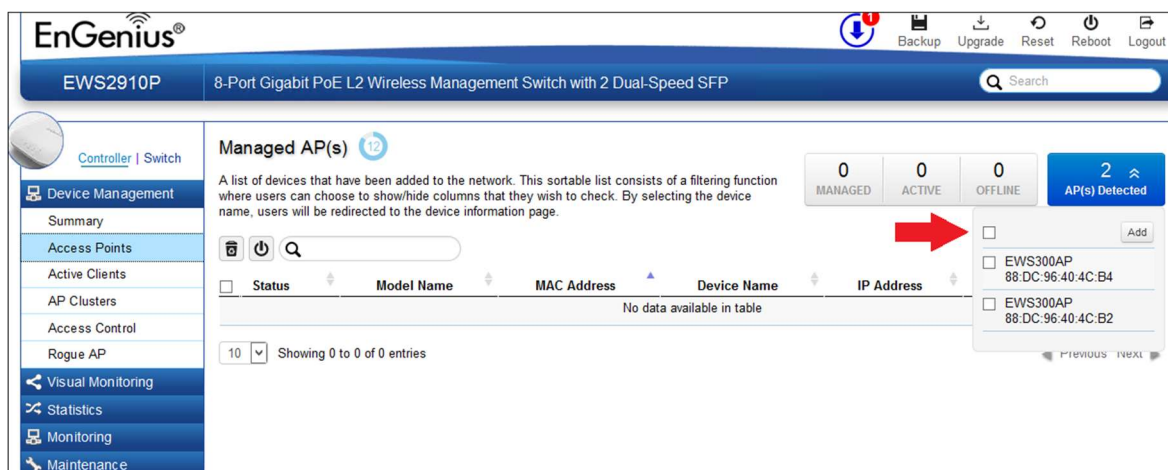 EnGenius®
1
Backup Upgrade Reset Reboot Logout
EWS2910P
8-Port Gigabit PoE L2 Wireless Management Switch with 2 Dual-Speed SFP
Search
Controller | Switch
Device Management
Summary
Access Points
Active Clients
AP Clusters
Access Control
Rogue AP
Visual Monitoring
Statistics
Monitoring
Maintenance
Managed AP(s) 12
A list of devices that have been added to the network. This sortable list consists of a filtering function
where users can choose to show/hide columns that they wish to check. By selecting the device
name, users will be redirected to the device information page.
0 0 0 2
MANAGED ACTIVE OFFLINE AP(s) Detected
Add
EWS300AP
88:DC:96:40:4C:B4
EWS300AP
88:DC:96:40:4C:B2
Status Model Name MAC Address Device Name IP Address
No data available in table
10 Showing 0 to 0 of 0 entries
Previous Next